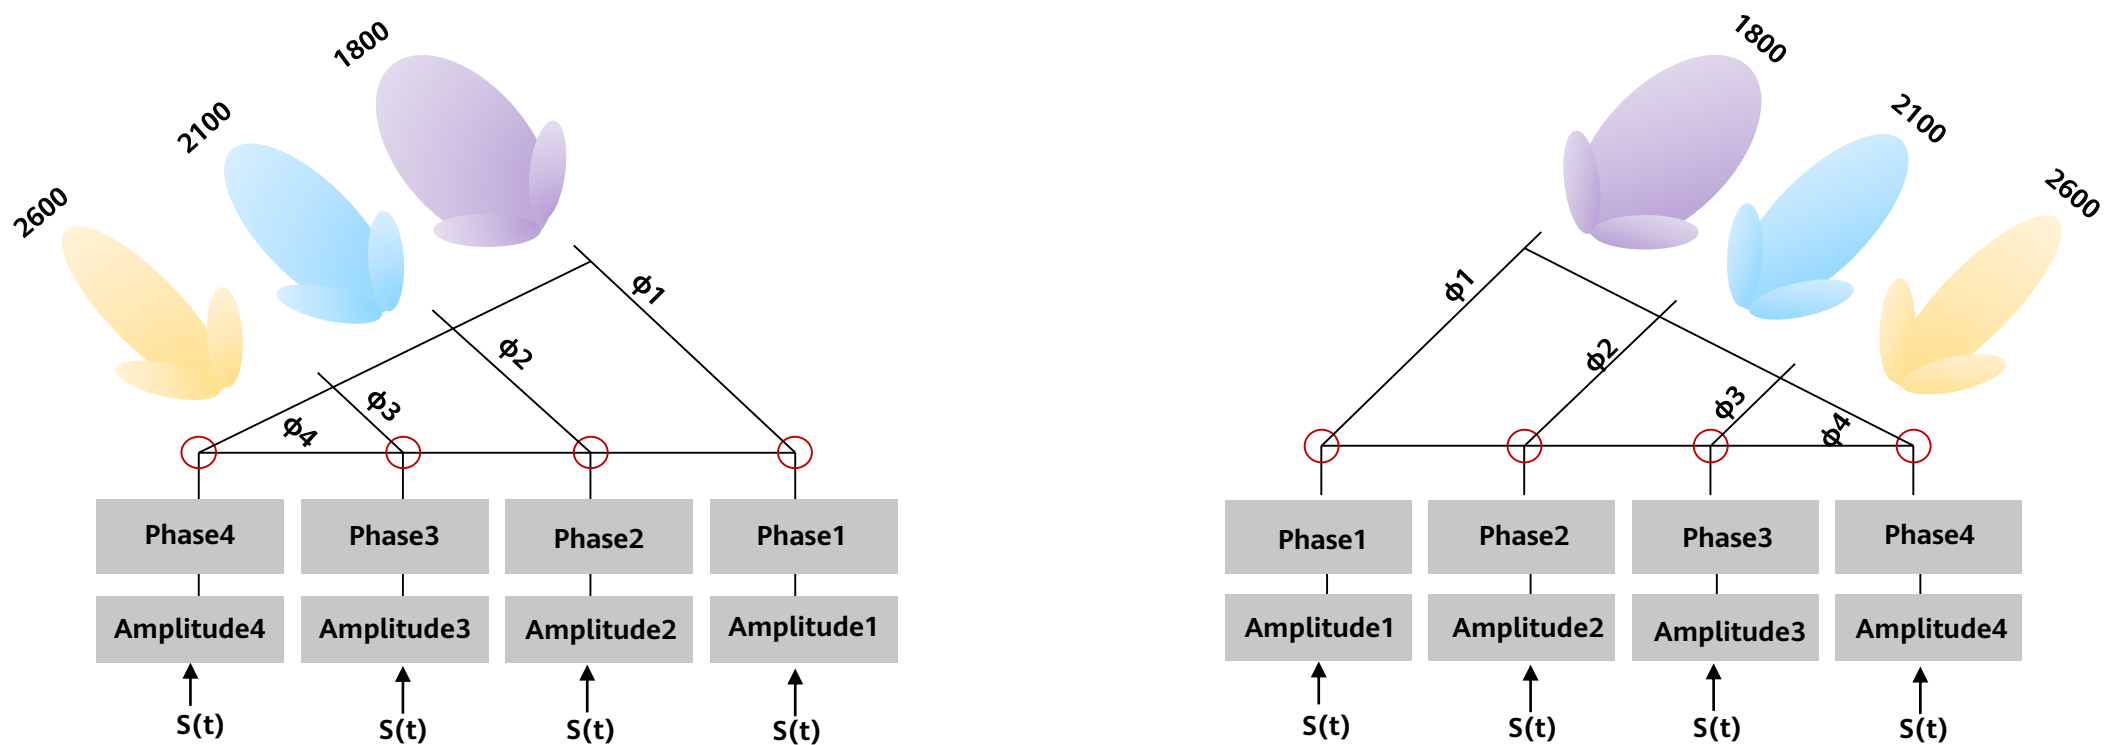 1800
2100
2600
ϕ1
ϕ2
ϕ3
ϕ4
Phase4 Phase3 Phase2 Phase1
Amplitude4 Amplitude3 Amplitude2 Amplitude1
S(t) S(t) S(t) S(t)
1800
2100
2600
ϕ1
ϕ2
ϕ3
ϕ4
Phase1 Phase2 Phase3 Phase4
Amplitude1 Amplitude2 Amplitude3 Amplitude4
S(t) S(t) S(t) S(t)